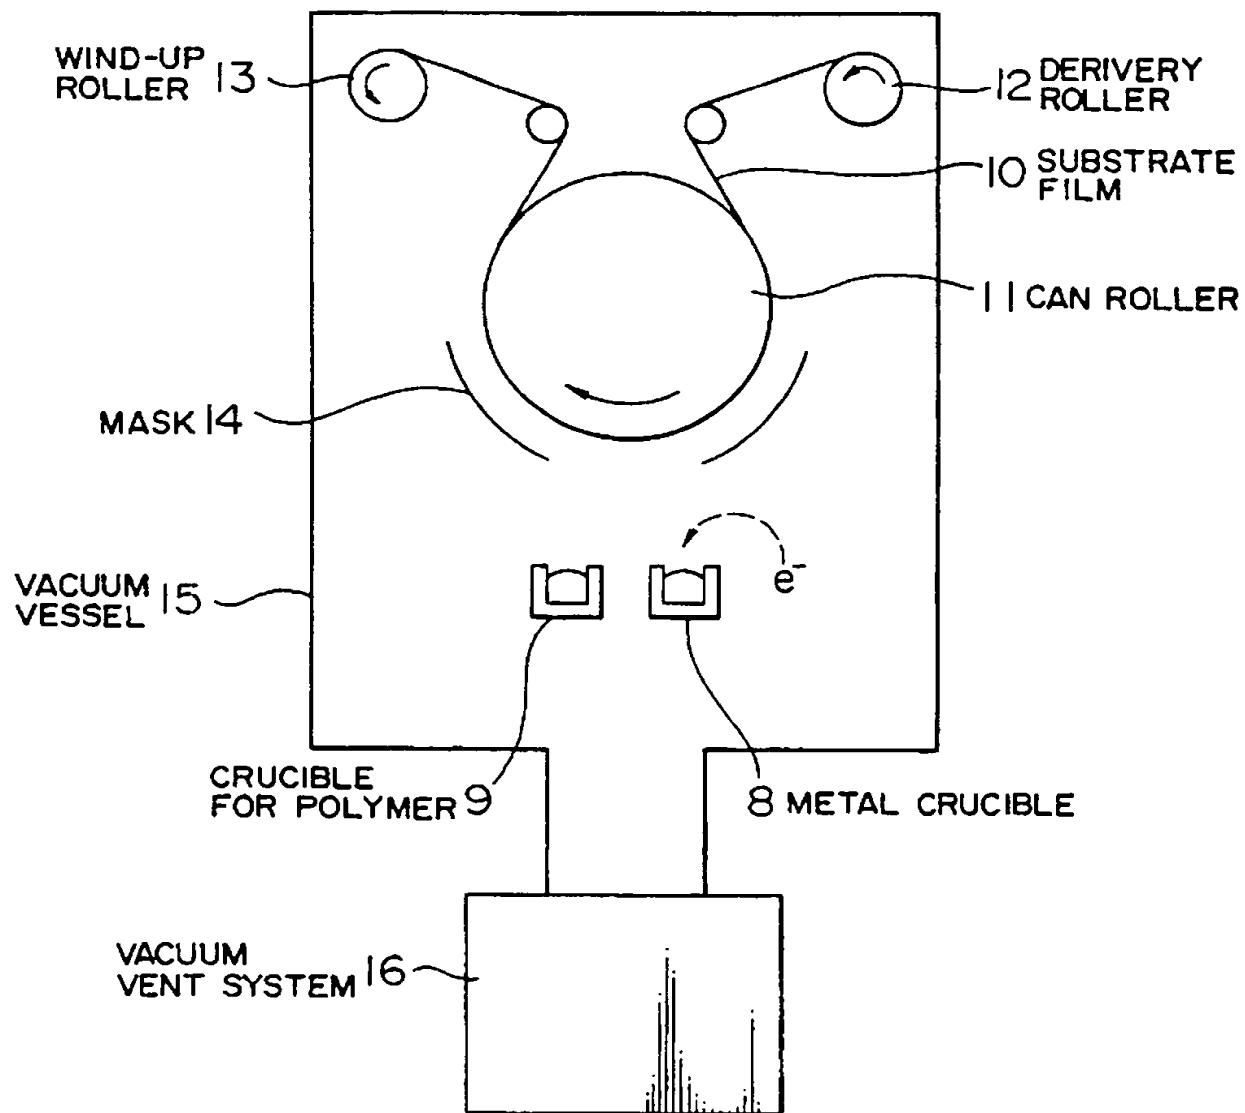 WIND-UP
ROLLER 13
12 DERIVERY
ROLLER
10 SUBSTRATE
FILM
11 CAN ROLLER
MASK 14
e-
VACUUM
VESSEL 15
CRUCIBLE
FOR POLYMER 9
8 METAL CRUCIBLE
VACUUM
VENT SYSTEM 16